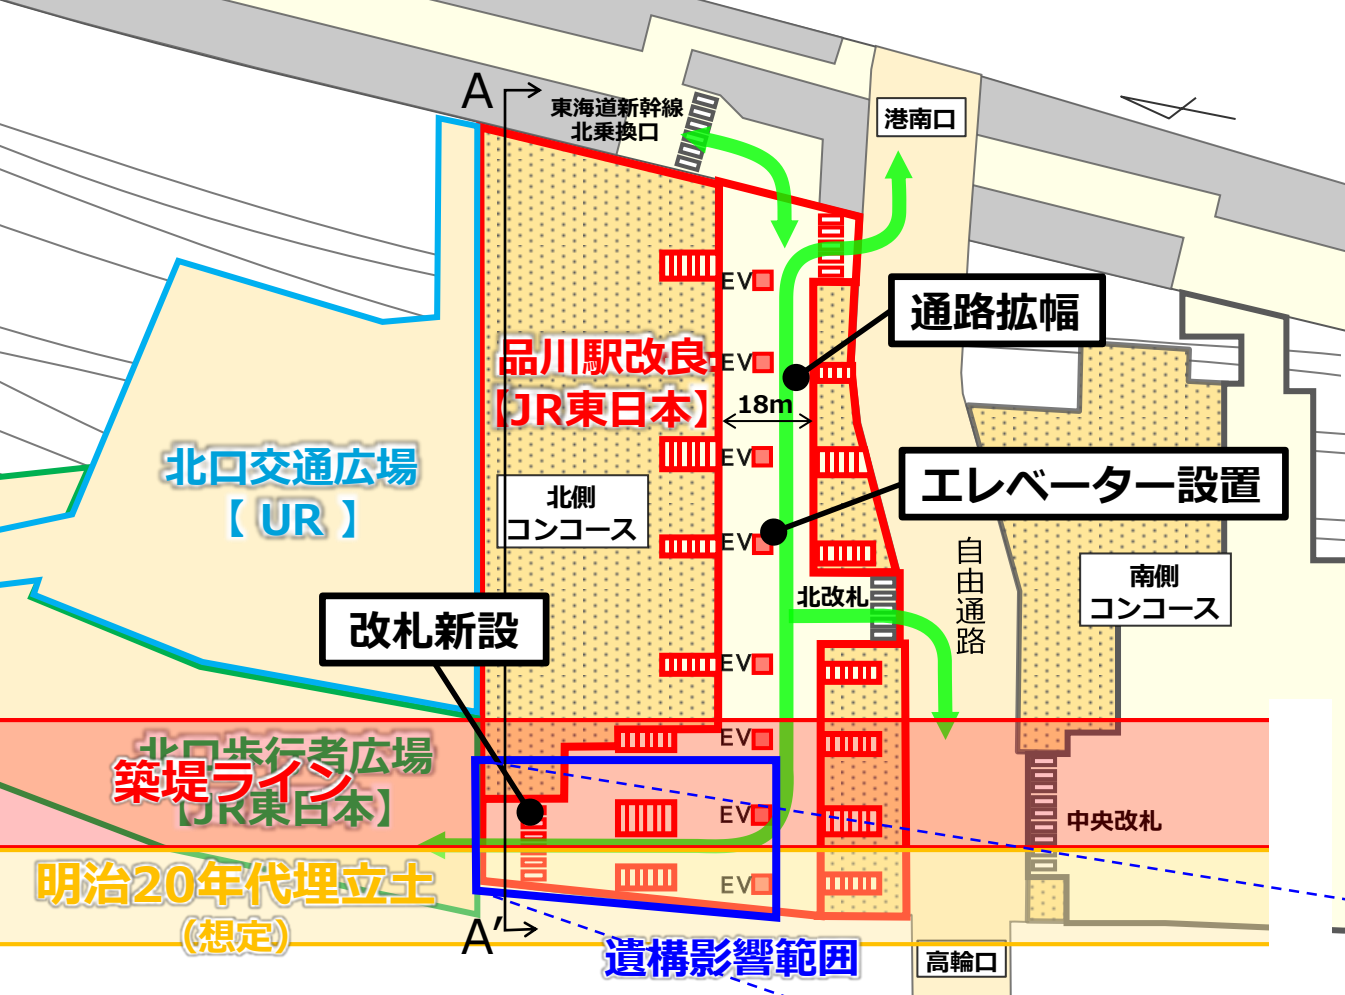 A
東海道新幹線
北乗換口
港南口
EV
通路拡幅
品川駅改良
【JR東日本】
EV
18m
北口交通広場
【 UR 】
EV
エレベーター設置
北側
コンコース
EV
自由通路
南側
コンコース
北改札
改札新設
EV
北口歩行者広場
【JR東日本】
築堤ライン
EV
EV
中央改札
明治20年代埋立土
（想定）
EV
A'
遺構影響範囲
高輪口